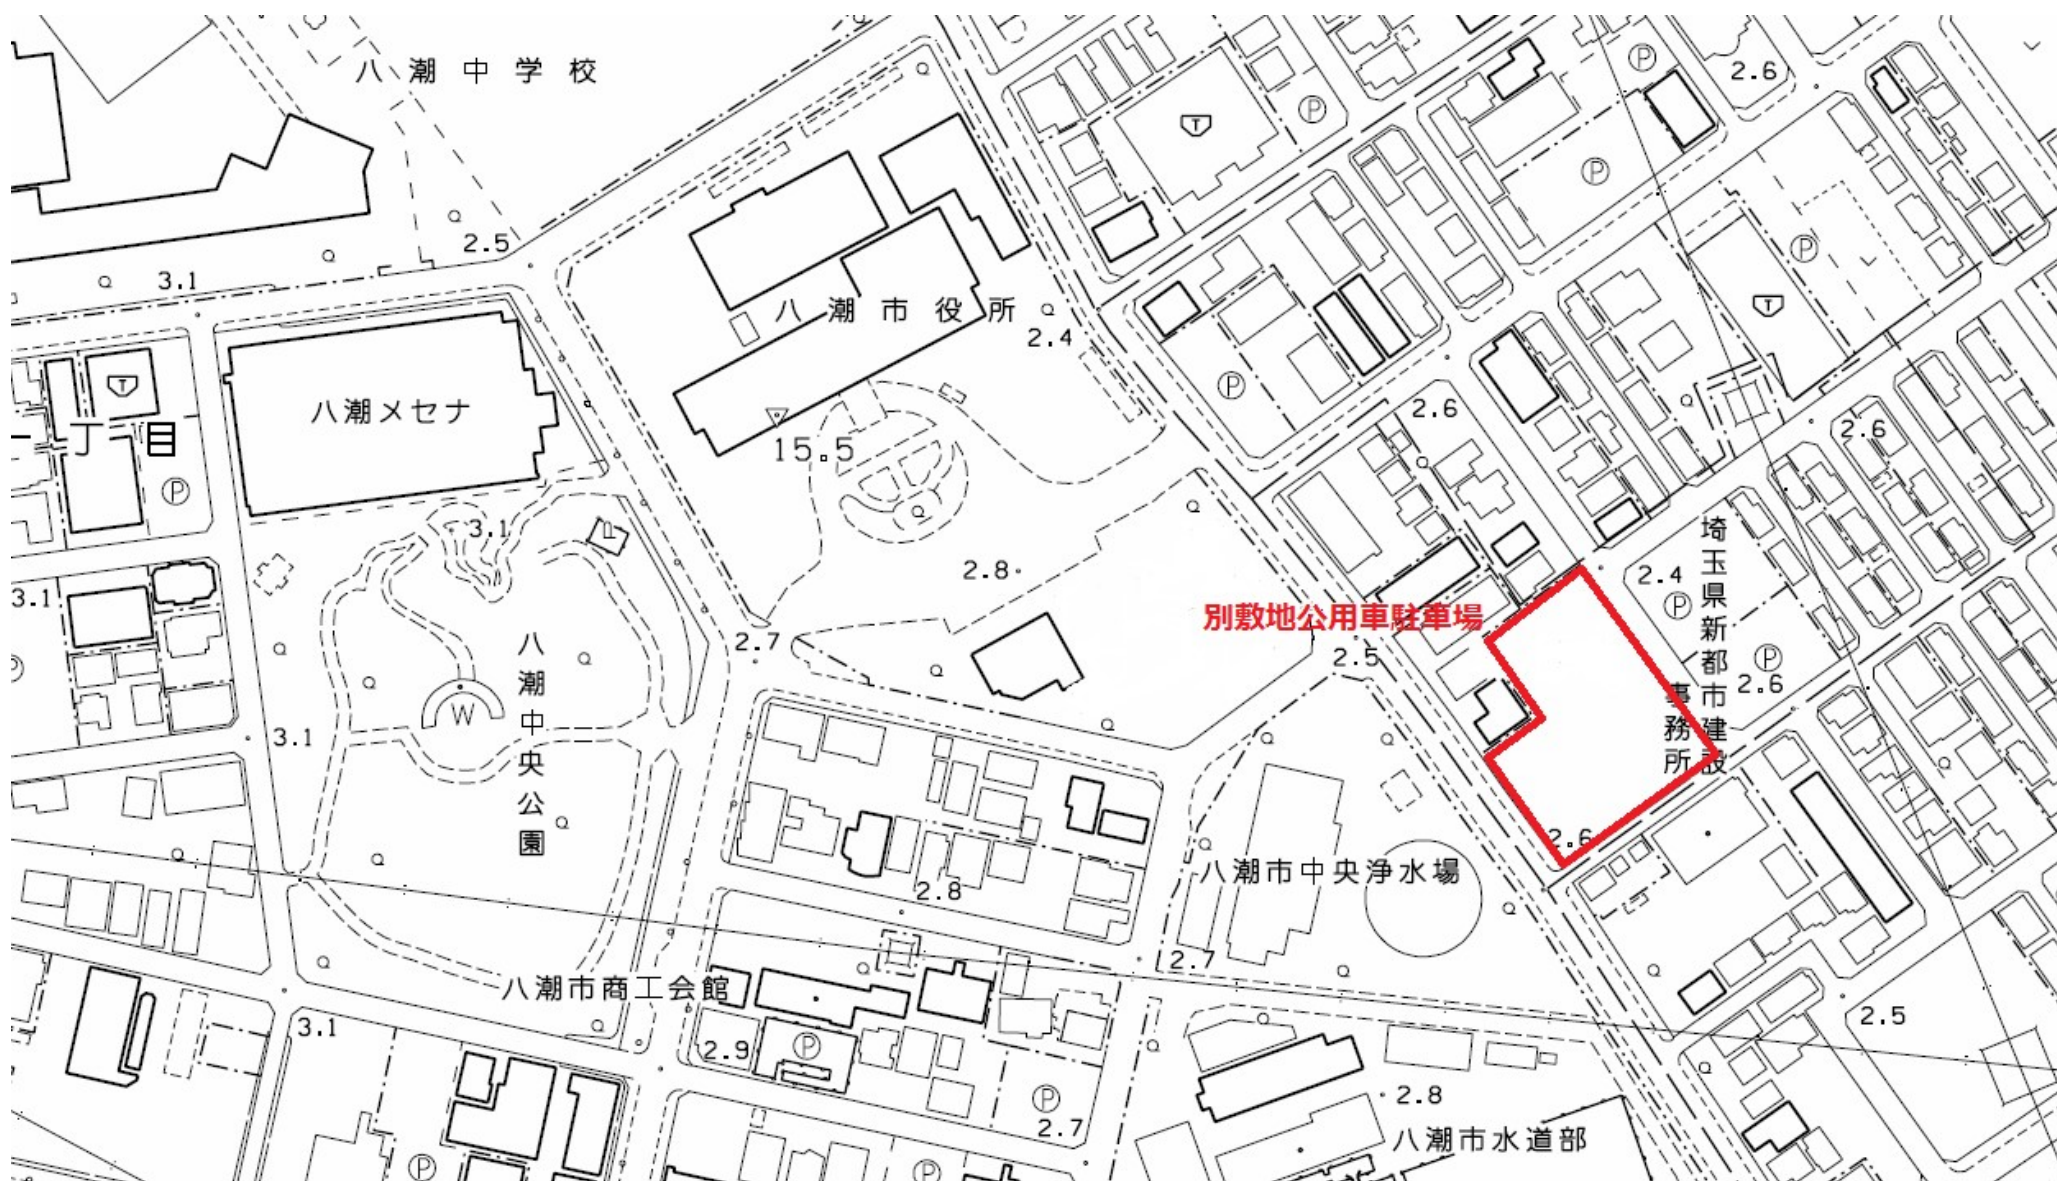 八潮中学校
2.6
Ⓟ
Ⓟ
T
Ⓟ
2.5
3.1
Ⓟ
八潮市役所
2.4
T
T
Ⓟ
八潮メセナ
2.6
2.6
一丁目
15.5
Ⓟ
3.1
埼玉県新都市建設
事務所
2.8
2.4
Ⓟ
3.1
別敷地公用車駐車場
2.7
2.5
Ⓟ
2.6
八潮中央公園
W
3.1
2.6
八潮市中央浄水場
2.8
2.7
八潮市商工会館
3.1
2.9
Ⓟ
2.5
2.8
Ⓟ
2.7
八潮市水道部
Ⓟ
Ⓟ